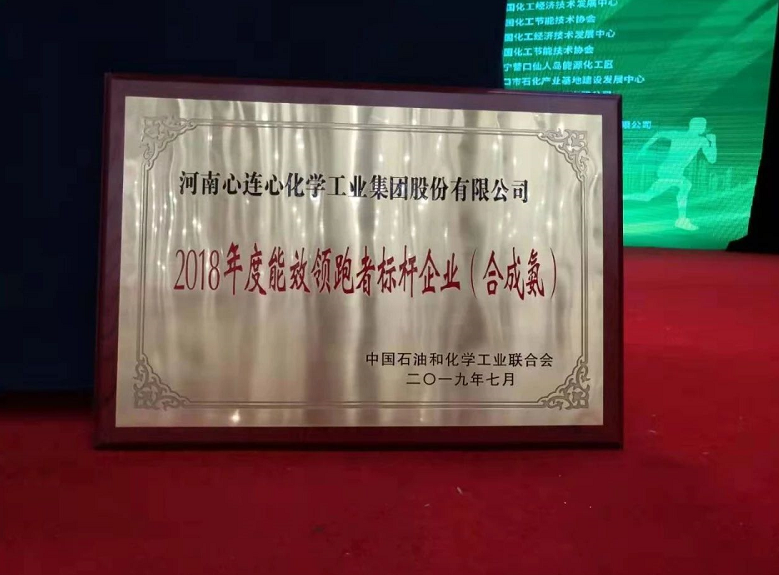 国化工经济技术发展中心
国化工节能技术协会
国化工经济技术发展中心
国化工节能技术协会
宁营口仙人岛能源化工区
口市石化产业基地建设发展中心
限公司
河南心连心化学工业集团股份有限公司
2018年度能效领跑者标杆企业（合成氨）
中国石油和化学工业联合会
二〇一九年七月